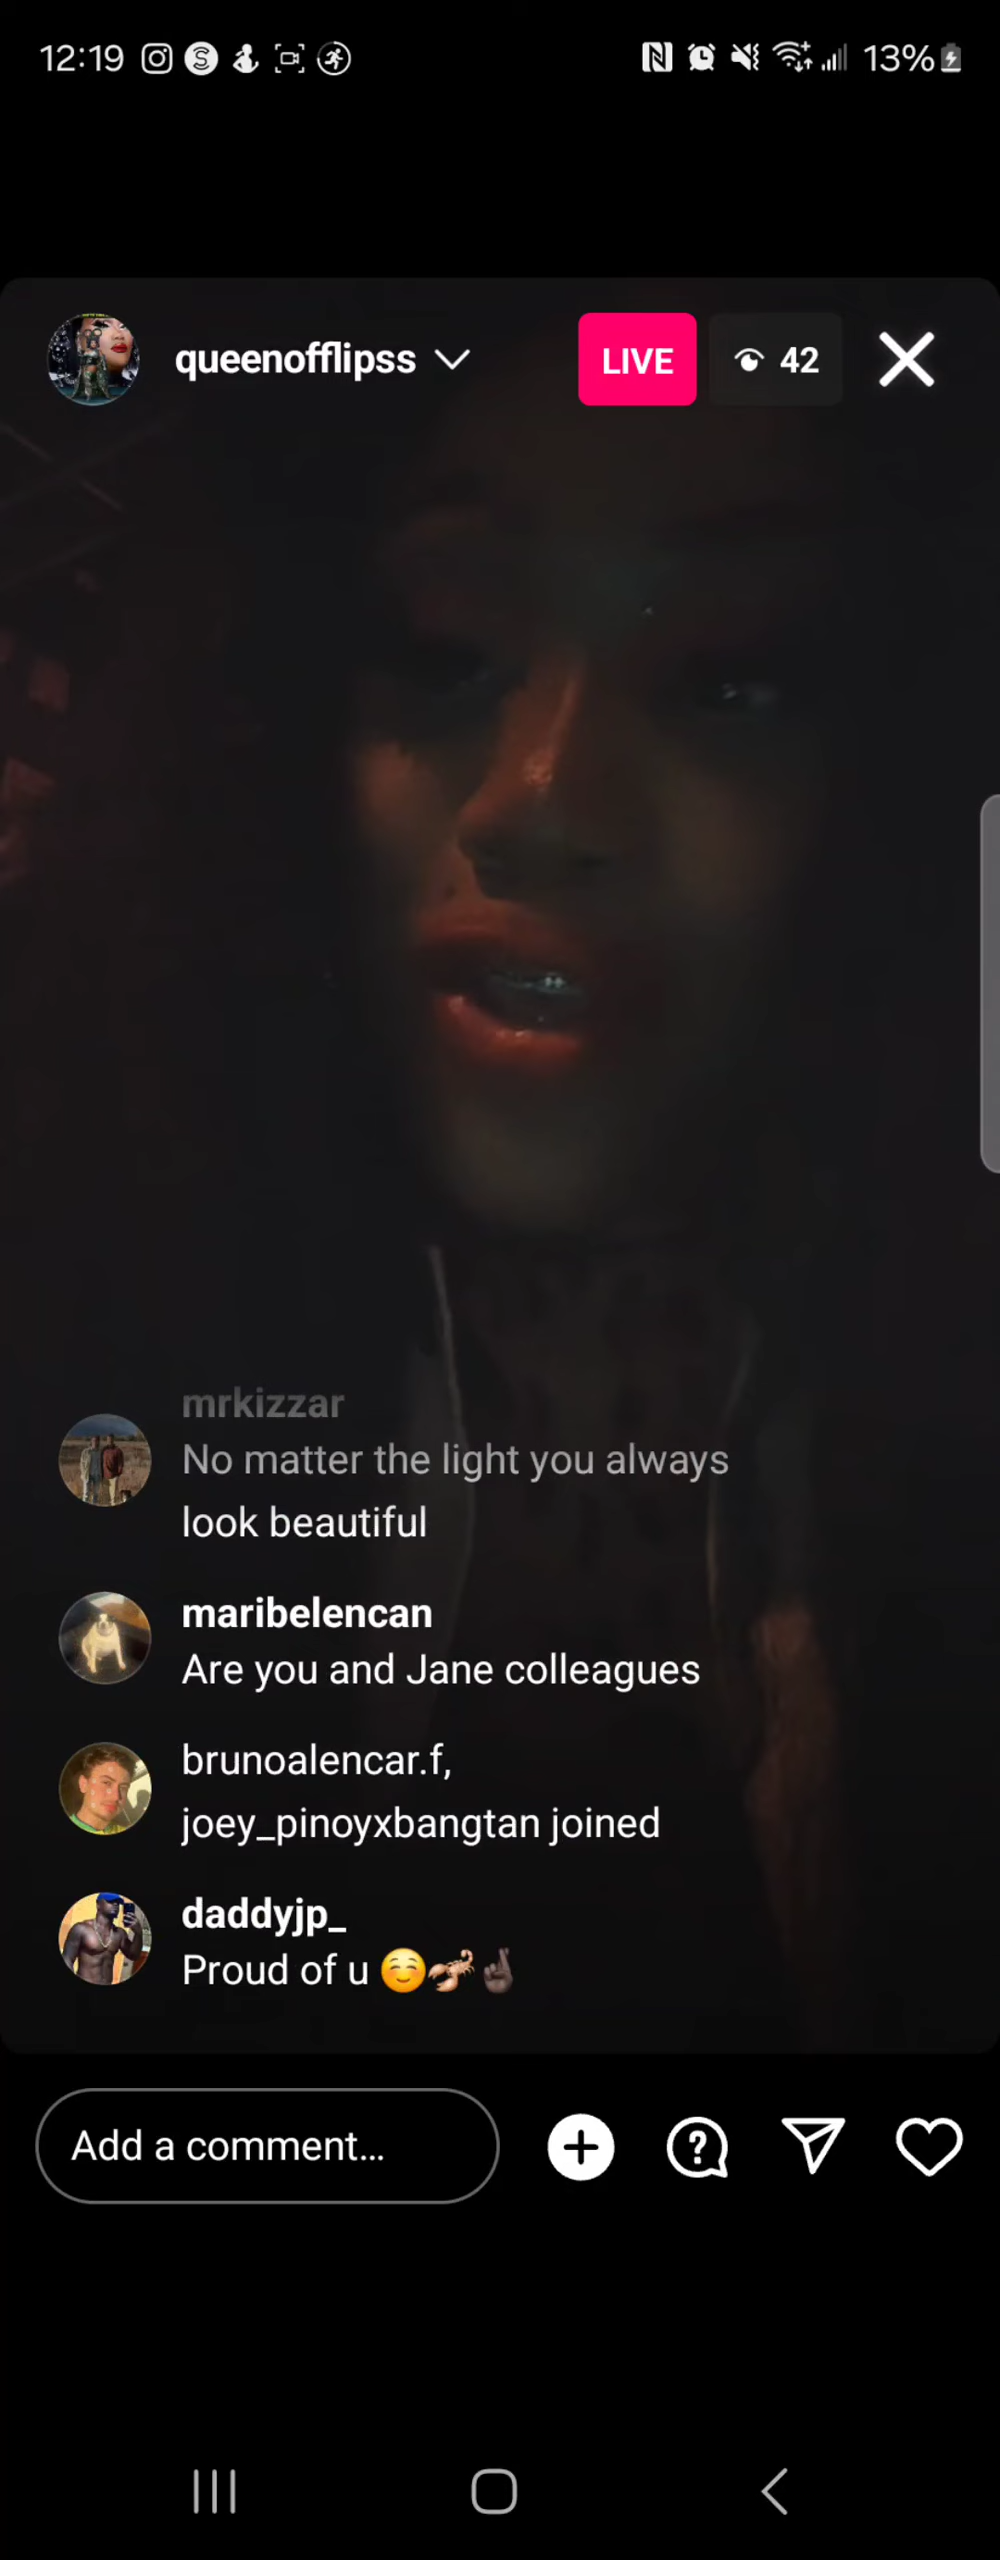 12:19
13%
queenofflipss
LIVE
42
mrkizzar
No matter the light you always
look beautiful
maribelencan
Are you and Jane colleagues
brunoalencar.f,
joey_pinoyxbangtan joined
daddyjp_
Proud of u ☺️🦂🤞🏿
Add a comment...